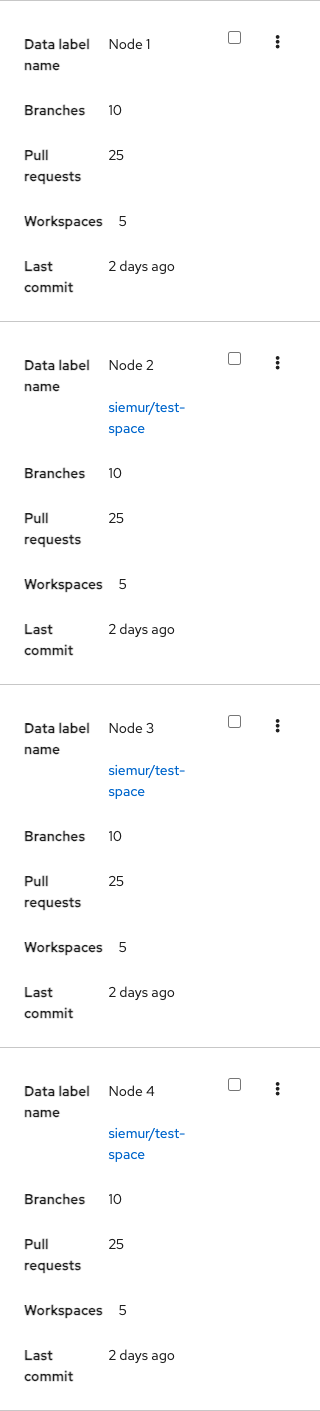 Data label Node 1
name
Branches 10
Pull 25
requests
Workspaces 5
Last 2 days ago
commit
Data label Node 2
name
siemur/test-
space
Branches 10
Pull 25
requests
Workspaces 5
Last 2 days ago
commit
Data label Node 3
name
siemur/test-
space
Branches 10
Pull 25
requests
Workspaces 5
Last 2 days ago
commit
Data label Node 4
name
siemur/test-
space
Branches 10
Pull 25
requests
Workspaces 5
Last 2 days ago
commit